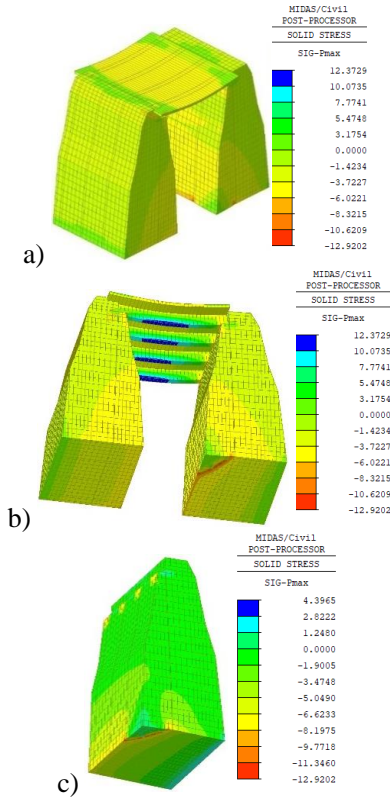 MIDAS/Civil
POST-PROCESSOR
SOLID STRESS
SIG-Pmax
12.3729
10.0735
7.7741
5.4748
3.1754
0.0000
-1.4234
-3.7227
-6.0221
-8.3215
-10.6209
-12.9202
a)
MIDAS/Civil
POST-PROCESSOR
SOLID STRESS
SIG-Pmax
12.3729
10.0735
7.7741
5.4748
3.1754
0.0000
-1.4234
-3.7227
-6.0221
-8.3215
-10.6209
-12.9202
b)
MIDAS/Civil
POST-PROCESSOR
SOLID STRESS
SIG-Pmax
4.3965
2.8222
1.2480
0.0000
-1.9005
-3.4748
-5.0490
-6.6233
-8.1975
-9.7718
-11.3460
-12.9202
c)